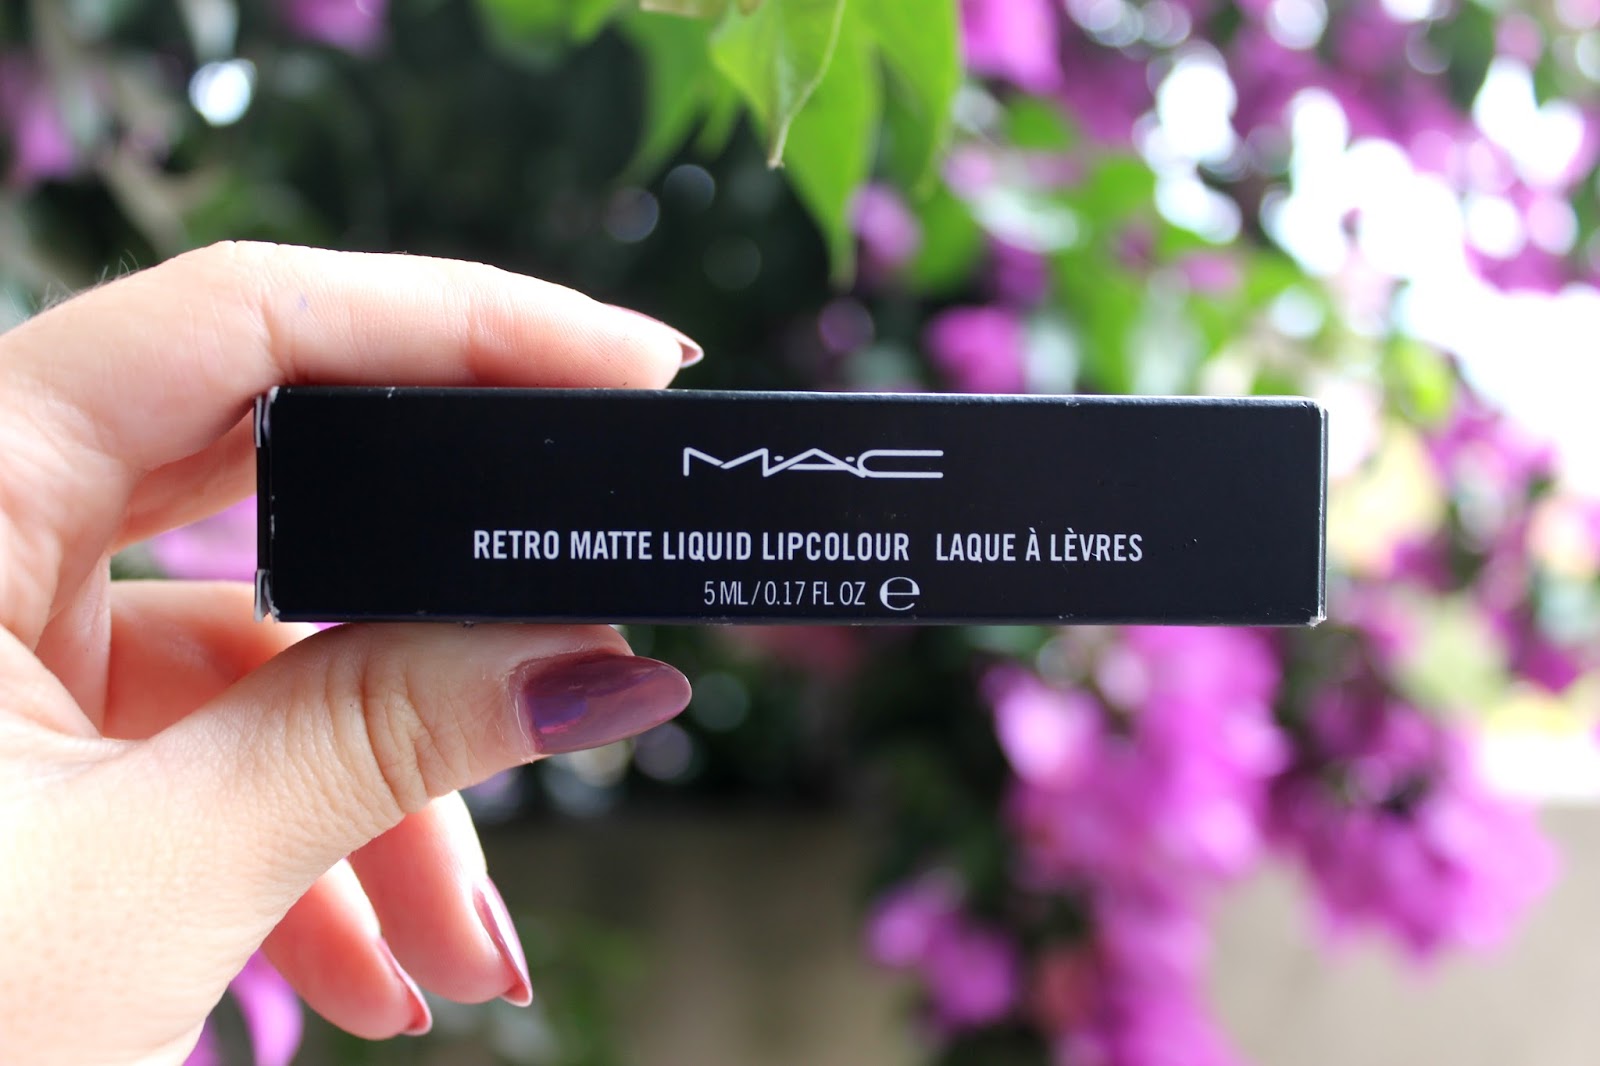 M·A·C
RETRO MATTE LIQUID LIPCOLOUR LAQUE À LÈVRES
5 ML / 0.17 FL OZ ℮